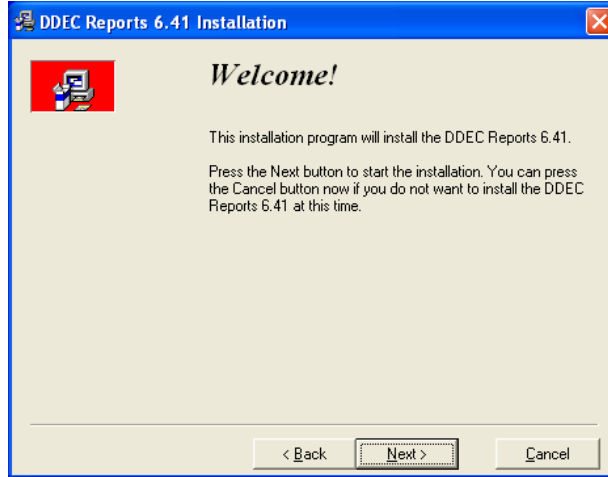 DDEC Reports 6.41 Installation
Welcome!
This installation program will install the DDEC Reports 6.41.
Press the Next button to start the installation. You can press
the Cancel button now if you do not want to install the DDEC
Reports 6.41 at this time.
< Back Next > Cancel